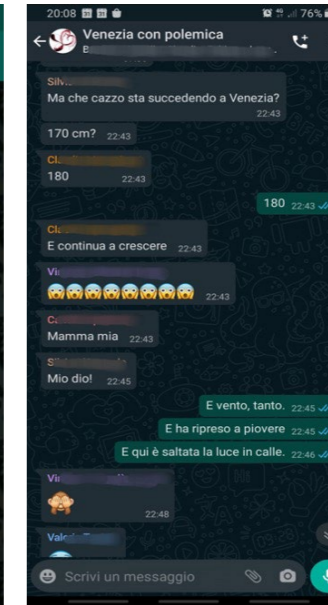 20:08 76%
Venezia con polemica
B
Silv
Ma che cazzo sta succedendo a Venezia?
22:43
170 cm? 22:43
Cl
180 22:43
180 22:43
Cl
E continua a crescere 22:43
Vi
😱😱😱😱😱😱😱😱 22:43
C
Mamma mia 22:43
S
Mio dio! 22:45
E vento, tanto. 22:45
E ha ripreso a piovere 22:45
E qui è saltata la luce in calle. 22:46
Vi
🙈
22:48
Vale
Scrivi un messaggio